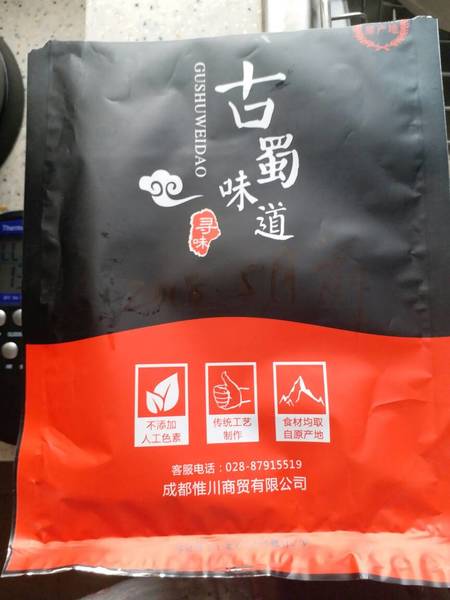 古蜀味道
GUSHUWEIDAO
寻味
不添加
人工色素
传统工艺
制作
食材均取
自原产地
客服电话：028-87915519
成都惟川商贸有限公司